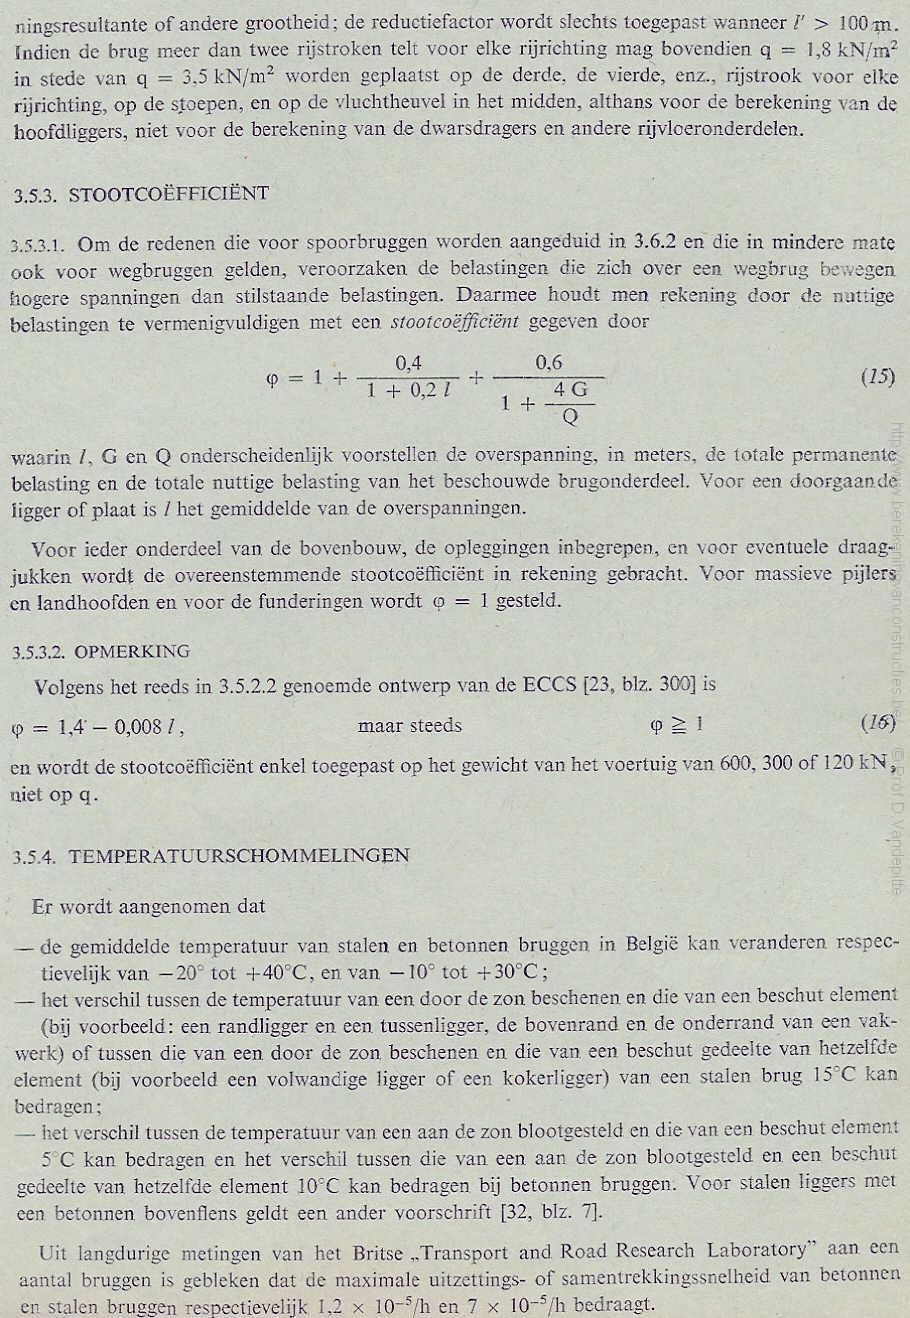 ningsresultante of andere grootheid; de reductiefactor wordt slechts toegepast wanneer l' > 100 m.
Indien de brug meer dan twee rijstroken telt voor elke rijrichting mag bovendien q = 1,8 kN/m²
in stede van q = 3,5 kN/m² worden geplaatst op de derde, de vierde, enz., rijstrook voor elke
rijrichting, op de stoepen, en op de vluchtheuvel in het midden, althans voor de berekening van de
hoofdliggers, niet voor de berekening van de dwarsdragers en andere rijvloeronderdelen.
3.5.3. STOOTCOËFFICIËNT
3.5.3.1. Om de redenen die voor spoorbruggen worden aangeduid in 3.6.2 en die in mindere mate
ook voor wegbruggen gelden, veroorzaken de belastingen die zich over een wegbrug bewegen
hogere spanningen dan stilstaande belastingen. Daarmee houdt men rekening door de nuttige
belastingen te vermenigvuldigen met een stootcoëfficiënt gegeven door
φ = 1 + 0,4 / (1 + 0,2 l) + 0,6 / (1 + 4 G / Q) (15)
waarin l, G en Q onderscheidenlijk voorstellen de overspanning, in meters, de totale permanente
belasting en de totale nuttige belasting van het beschouwde brugonderdeel. Voor een doorgaande
ligger of plaat is l het gemiddelde van de overspanningen.
Voor ieder onderdeel van de bovenbouw, de opleggingen inbegrepen, en voor eventuele draag-
jukken wordt de overeenstemmende stootcoëfficiënt in rekening gebracht. Voor massieve pijlers
en landhoofden en voor de funderingen wordt φ = 1 gesteld.
3.5.3.2. OPMERKING
Volgens het reeds in 3.5.2.2 genoemde ontwerp van de ECCS [23, blz. 300] is
φ = 1,4 − 0,008 l, maar steeds φ ≧ 1 (16)
en wordt de stootcoëfficiënt enkel toegepast op het gewicht van het voertuig van 600, 300 of 120 kN,
niet op q.
3.5.4. TEMPERATUURSCHOMMELINGEN
Er wordt aangenomen dat
— de gemiddelde temperatuur van stalen en betonnen bruggen in België kan veranderen respec-
tievelijk van −20° tot +40°C, en van −10° tot +30°C;
— het verschil tussen de temperatuur van een door de zon beschenen en die van een beschut element
(bij voorbeeld: een randligger en een tussenligger, de bovenrand en de onderrand van een vak-
werk) of tussen die van een door de zon beschenen en die van een beschut gedeelte van hetzelfde
element (bij voorbeeld een volwandige ligger of een kokerligger) van een stalen brug 15°C kan
bedragen;
— het verschil tussen de temperatuur van een aan de zon blootgesteld en die van een beschut element
5°C kan bedragen en het verschil tussen die van een aan de zon blootgesteld en een beschut
gedeelte van hetzelfde element 10°C kan bedragen bij betonnen bruggen. Voor stalen liggers met
een betonnen bovenflens geldt een ander voorschrift [32, blz. 7].
Uit langdurige metingen van het Britse „Transport and Road Research Laboratory” aan een
aantal bruggen is gebleken dat de maximale uitzettings- of samentrekkingssnelheid van betonnen
en stalen bruggen respectievelijk 1,2 × 10⁻⁵/h en 7 × 10⁻⁵/h bedraagt.
http://www.berekeningvanconstructies.be/ © Prof D Vandepitte